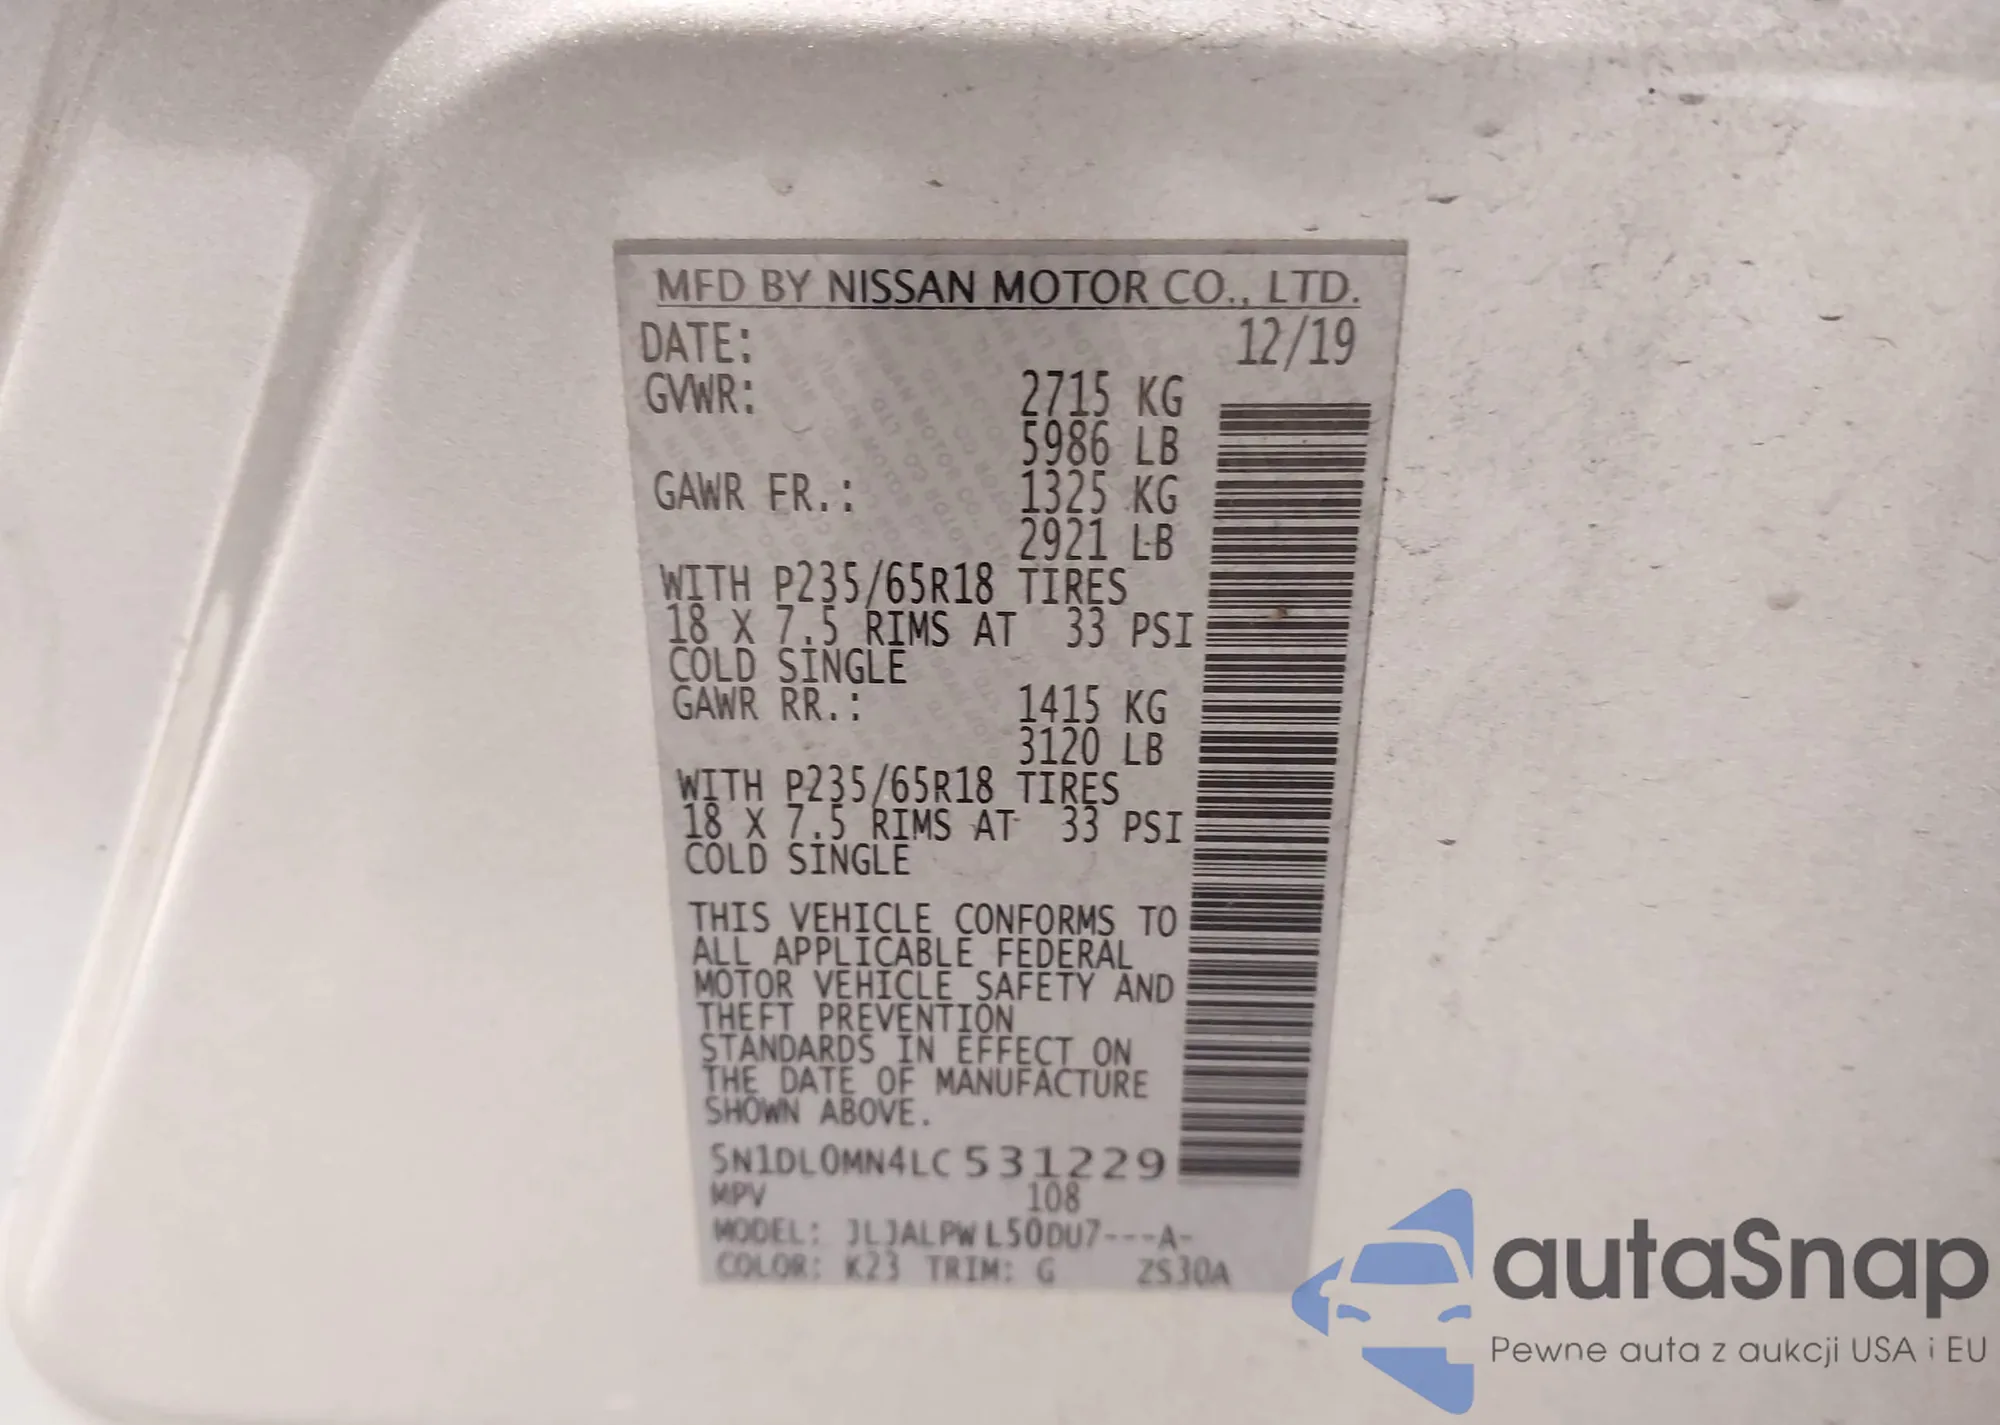 MFD BY NISSAN MOTOR CO., LTD.
DATE: 12/19
GVWR: 2715 KG
5986 LB
GAWR FR.: 1325 KG
2921 LB
WITH P235/65R18 TIRES
18 X 7.5 RIMS AT 33 PSI
COLD SINGLE
GAWR RR.: 1415 KG
3120 LB
WITH P235/65R18 TIRES
18 X 7.5 RIMS AT 33 PSI
COLD SINGLE
THIS VEHICLE CONFORMS TO
ALL APPLICABLE FEDERAL
MOTOR VEHICLE SAFETY AND
THEFT PREVENTION
STANDARDS IN EFFECT ON
THE DATE OF MANUFACTURE
SHOWN ABOVE.
5N1DL0MN4LC531229
MPV 108
MODEL: JLJALPW L50DU7---A-
COLOR: K23 TRIM: G ZS30A
autaSnap
Pewne auta z aukcji USA i EU